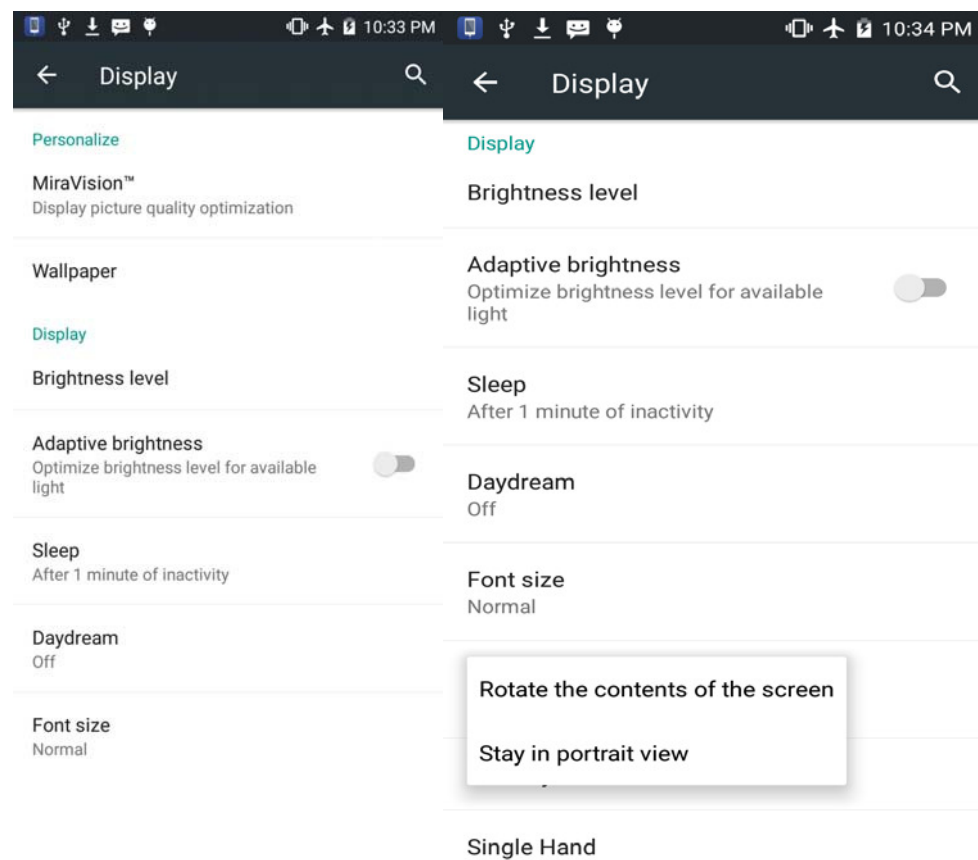 10:33 PM
Display
Personalize
MiraVision™
Display picture quality optimization
Wallpaper
Display
Brightness level
Adaptive brightness
Optimize brightness level for available
light
Sleep
After 1 minute of inactivity
Daydream
Off
Font size
Normal
10:34 PM
Display
Display
Brightness level
Adaptive brightness
Optimize brightness level for available
light
Sleep
After 1 minute of inactivity
Daydream
Off
Font size
Normal
Rotate the contents of the screen
Stay in portrait view
Single Hand